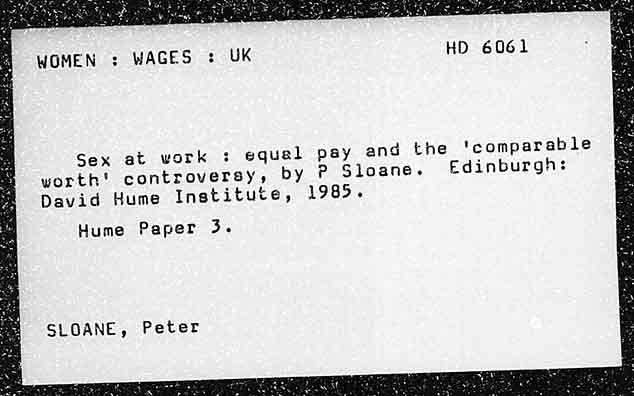 WOMEN : WAGES : UK HD 6061
Sex at work : equal pay and the 'comparable
worth' controversy, by P Sloane. Edinburgh:
David Hume Institute, 1985.
Hume Paper 3.
SLOANE, Peter